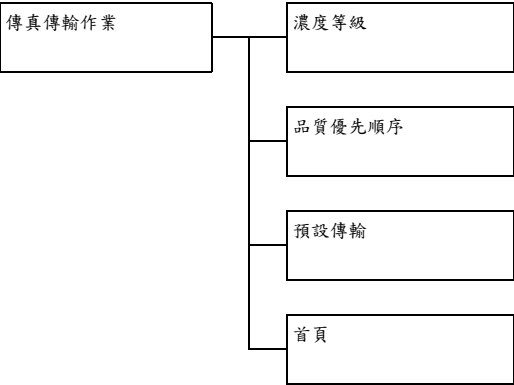 傳真傳輸作業
濃度等級
品質優先順序
預設傳輸
首頁